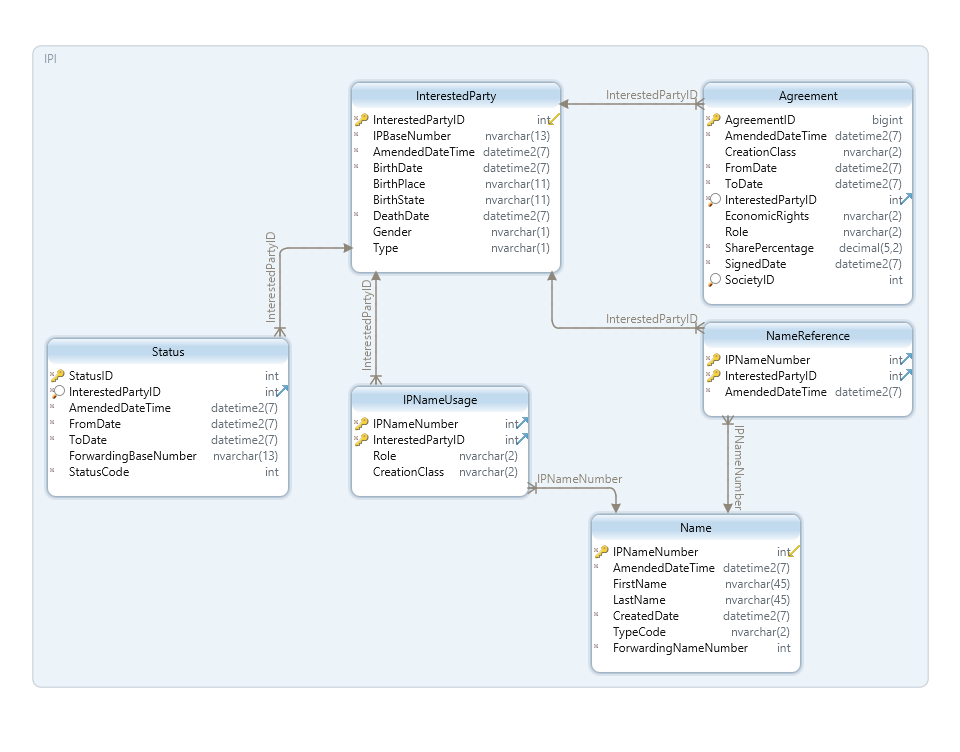 IPI
InterestedParty
InterestedPartyID int
IPBaseNumber nvarchar(13)
AmendedDateTime datetime2(7)
BirthDate datetime2(7)
BirthPlace nvarchar(11)
BirthState nvarchar(11)
DeathDate datetime2(7)
Gender nvarchar(1)
Type nvarchar(1)
InterestedPartyID
Agreement
AgreementID bigint
AmendedDateTime datetime2(7)
CreationClass nvarchar(2)
FromDate datetime2(7)
ToDate datetime2(7)
InterestedPartyID int
EconomicRights nvarchar(2)
Role nvarchar(2)
SharePercentage decimal(5,2)
SignedDate datetime2(7)
SocietyID int
InterestedPartyID
InterestedPartyID
InterestedPartyID
Status
StatusID int
InterestedPartyID int
AmendedDateTime datetime2(7)
FromDate datetime2(7)
ToDate datetime2(7)
ForwardingBaseNumber nvarchar(13)
StatusCode int
IPNameUsage
IPNameNumber int
InterestedPartyID int
Role nvarchar(2)
CreationClass nvarchar(2)
NameReference
IPNameNumber int
InterestedPartyID int
AmendedDateTime datetime2(7)
IPNameNumber
IPNameNumber
Name
IPNameNumber int
AmendedDateTime datetime2(7)
FirstName nvarchar(45)
LastName nvarchar(45)
CreatedDate datetime2(7)
TypeCode nvarchar(2)
ForwardingNameNumber int